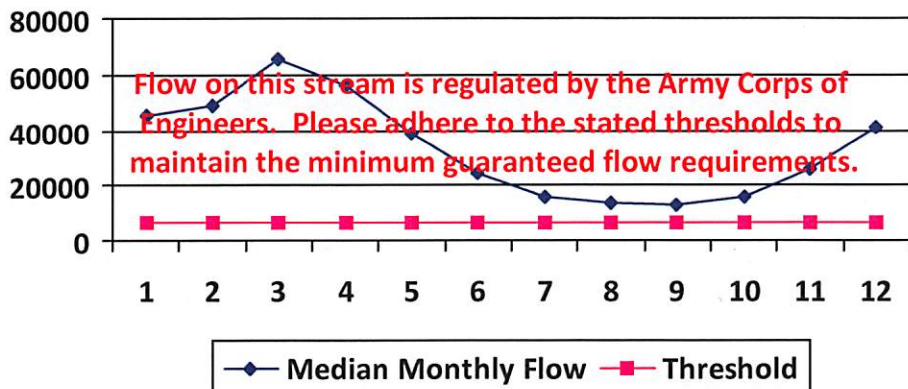 80000
60000
40000
20000
0
Flow on this stream is regulated by the Army Corps of
Engineers. Please adhere to the stated thresholds to
maintain the minimum guaranteed flow requirements.
1 2 3 4 5 6 7 8 9 10 11 12
Median Monthly Flow Threshold